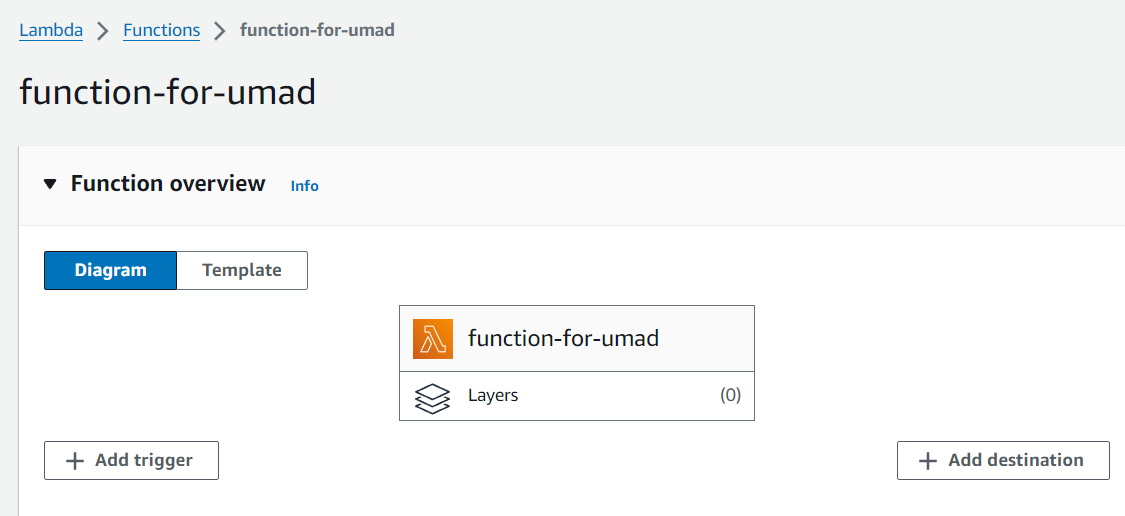 Lambda > Functions > function-for-umad
function-for-umad
Function overview Info
Diagram Template
function-for-umad
Layers (0)
+ Add trigger + Add destination